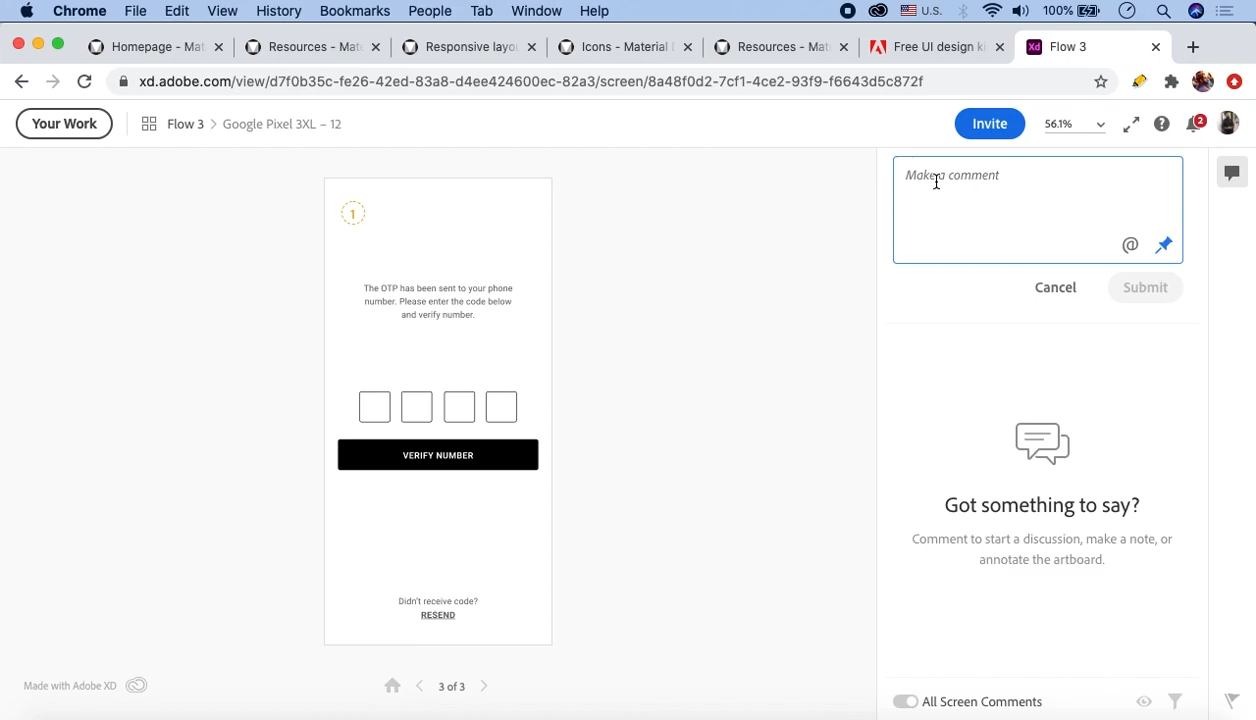 Chrome File Edit View History Bookmarks People Tab Window Help U.S. 100%
Homepage - Mat
Resources - Mate
Responsive layou
Icons - Material D
Resources - Mate
Free UI design ki
Xd Flow 3
xd.adobe.com/view/d7f0b35c-fe26-42ed-83a8-d4ee424600ec-82a3/screen/8a48f0d2-7cf1-4ce2-93f9-f6643d5c872f
Your Work Flow 3 > Google Pixel 3XL – 12 Invite 56.1% 2
Make a comment
@
Cancel Submit
1
The OTP has been sent to your phone
number. Please enter the code below
and verify number.
VERIFY NUMBER
Didn't receive code?
RESEND
Got something to say?
Comment to start a discussion, make a note, or
annotate the artboard.
Made with Adobe XD
3 of 3
All Screen Comments